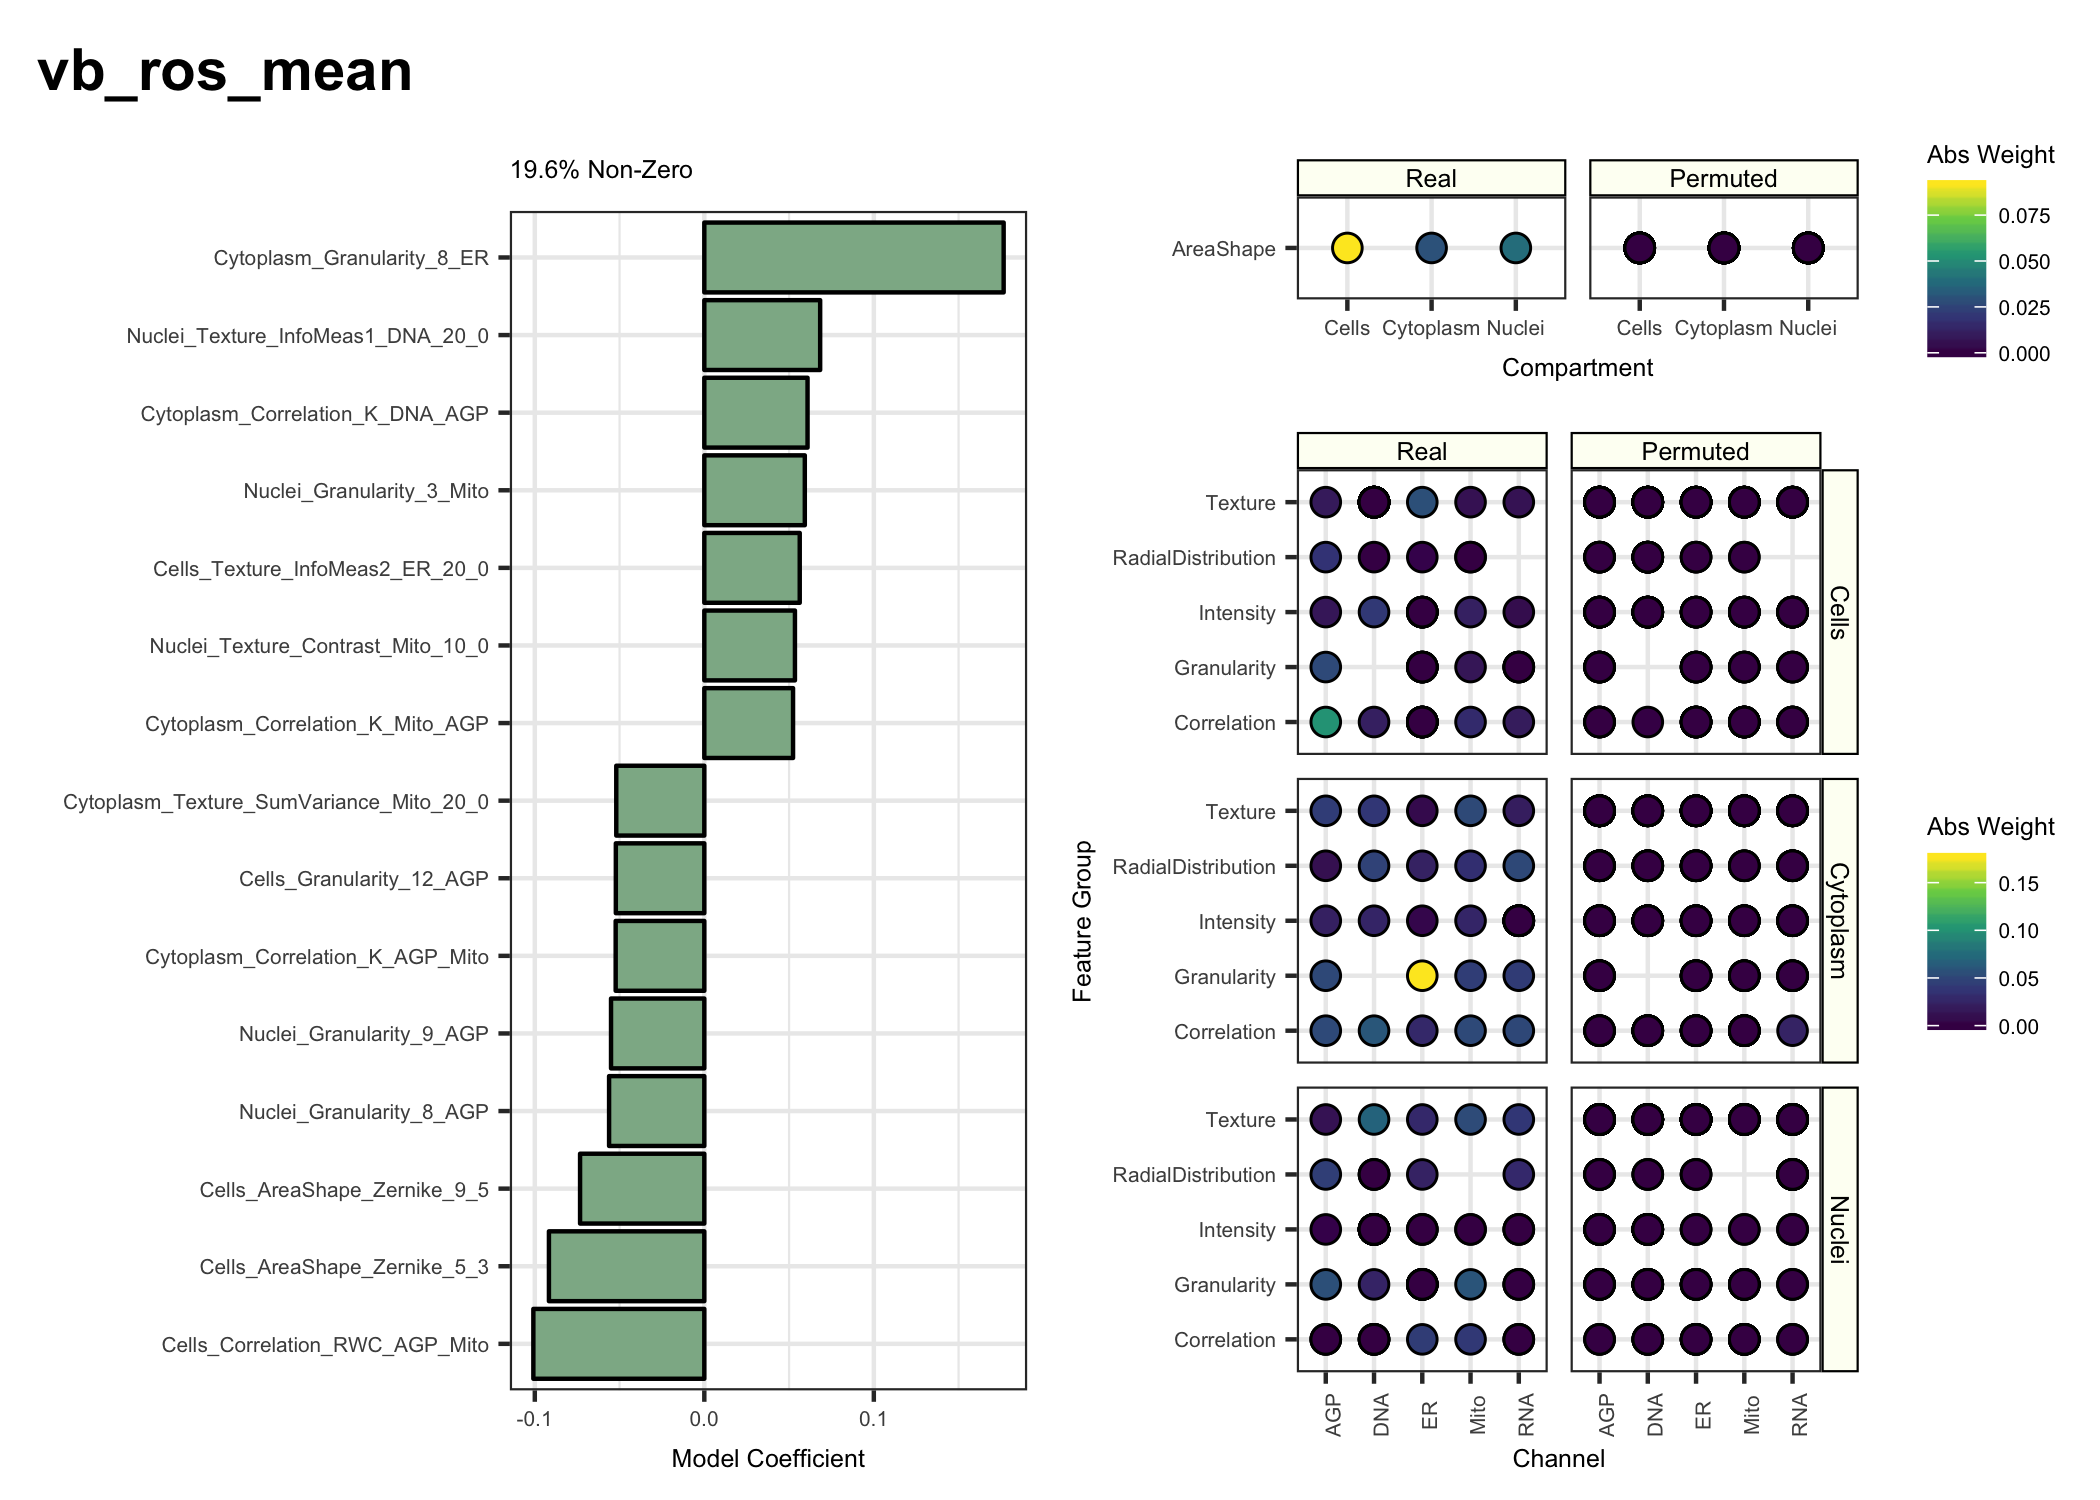 vb_ros_mean
19.6% Non-Zero
Cytoplasm_Granularity_8_ER
Nuclei_Texture_InfoMeas1_DNA_20_0
Cytoplasm_Correlation_K_DNA_AGP
Nuclei_Granularity_3_Mito
Cells_Texture_InfoMeas2_ER_20_0
Nuclei_Texture_Contrast_Mito_10_0
Cytoplasm_Correlation_K_Mito_AGP
Cytoplasm_Texture_SumVariance_Mito_20_0
Cells_Granularity_12_AGP
Cytoplasm_Correlation_K_AGP_Mito
Nuclei_Granularity_9_AGP
Nuclei_Granularity_8_AGP
Cells_AreaShape_Zernike_9_5
Cells_AreaShape_Zernike_5_3
Cells_Correlation_RWC_AGP_Mito
-0.1 0.0 0.1
Model Coefficient
Real Permuted
AreaShape
Cells Cytoplasm Nuclei Cells Cytoplasm Nuclei
Compartment
Abs Weight
0.075
0.050
0.025
0.000
Feature Group
Real Permuted
Texture
RadialDistribution
Intensity
Granularity
Correlation
Cells
Texture
RadialDistribution
Intensity
Granularity
Correlation
Cytoplasm
Texture
RadialDistribution
Intensity
Granularity
Correlation
Nuclei
AGP DNA ER Mito RNA AGP DNA ER Mito RNA
Channel
Abs Weight
0.15
0.10
0.05
0.00